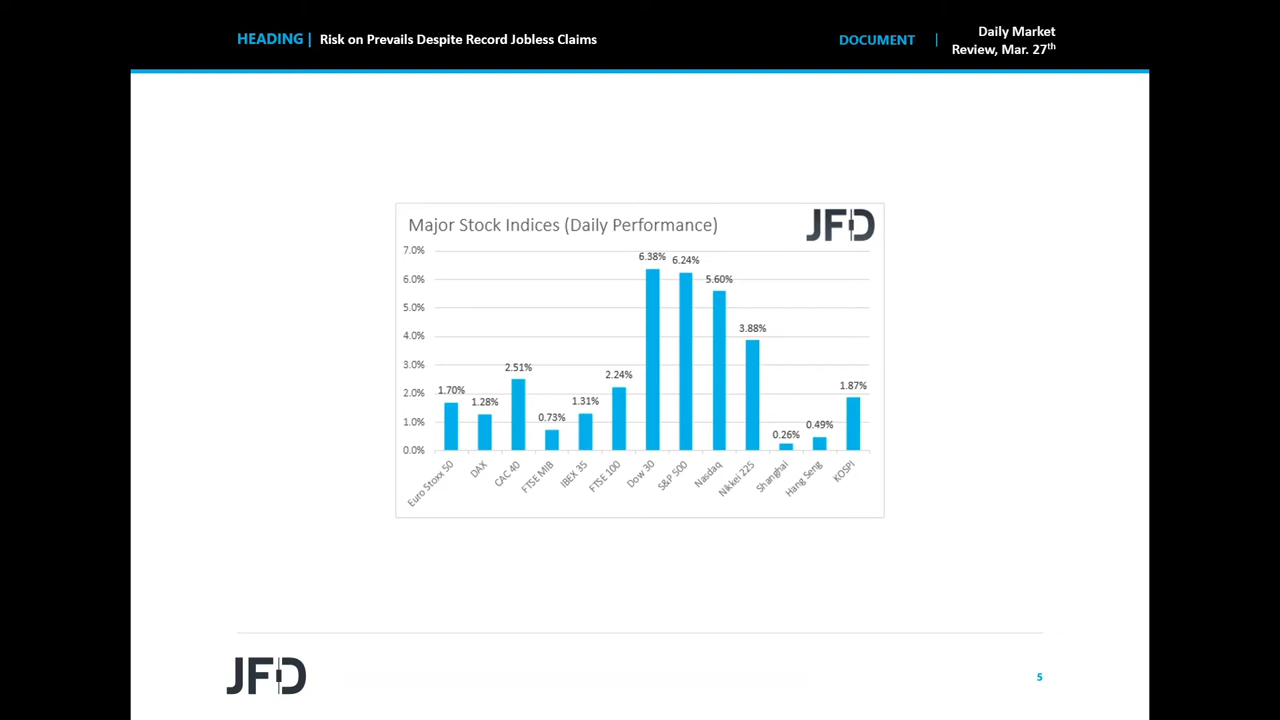 HEADING | Risk on Prevails Despite Record Jobless Claims
DOCUMENT | Daily Market
Review, Mar. 27th
Major Stock Indices (Daily Performance)
JFD
7.0%
6.0%
5.0%
4.0%
3.0%
2.0%
1.0%
0.0%
1.70%
1.28%
2.51%
0.73%
1.31%
2.24%
6.38%
6.24%
5.60%
3.88%
0.26%
0.49%
1.87%
Euro Stoxx 50
DAX
CAC 40
FTSE MIB
IBEX 35
FTSE 100
Dow 30
S&P 500
Nasdaq
Nikkei 225
Shanghai
Hang Seng
KOSPI
JFD
5